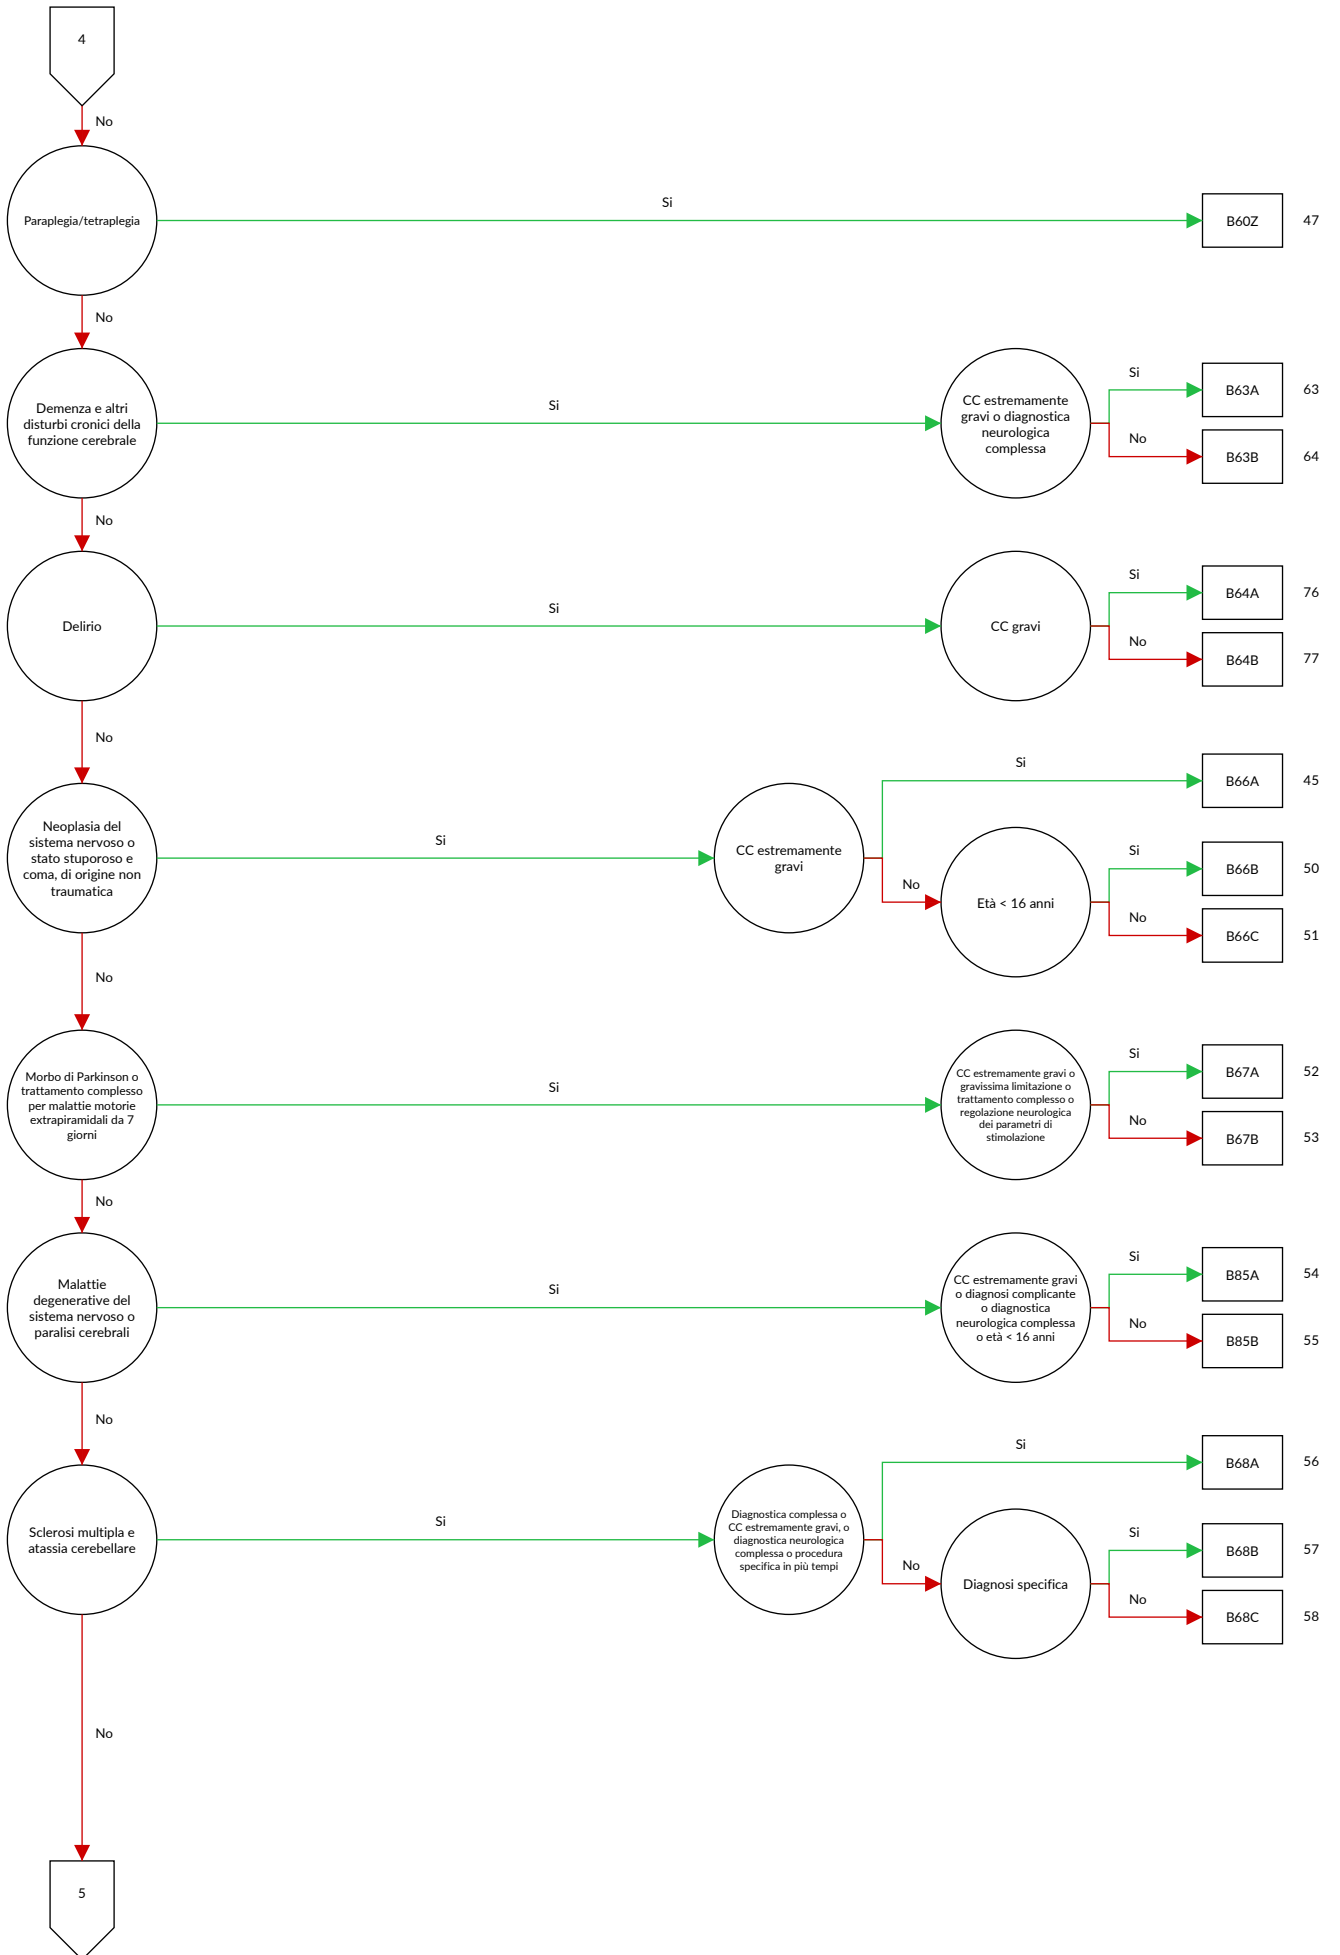 4
No
Paraplegia/tetraplegia
Si
B60Z
47
No
Demenza e altri
disturbi cronici della
funzione cerebrale
Si
CC estremamente
gravi o diagnostica
neurologica
complessa
Si
B63A
63
No
B63B
64
No
Delirio
Si
CC gravi
Si
B64A
76
No
B64B
77
No
Neoplasia del
sistema nervoso o
stato stuporoso e
coma, di origine non
traumatica
Si
CC estremamente
gravi
Si
B66A
45
No
Età < 16 anni
Si
B66B
50
No
B66C
51
No
Morbo di Parkinson o
trattamento complesso
per malattie motorie
extrapiramidali da 7
giorni
Si
CC estremamente gravi o
gravissima limitazione o
trattamento complesso o
regolazione neurologica
dei parametri di
stimolazione
Si
B67A
52
No
B67B
53
No
Malattie
degenerative del
sistema nervoso o
paralisi cerebrali
Si
CC estremamente gravi
o diagnosi complicante
o diagnostica
neurologica complessa
o età < 16 anni
Si
B85A
54
No
B85B
55
No
Sclerosi multipla e
atassia cerebellare
Si
Diagnostica complessa o
CC estremamente gravi, o
diagnostica neurologica
complessa o procedura
specifica in più tempi
Si
B68A
56
No
Diagnosi specifica
Si
B68B
57
No
B68C
58
No
5